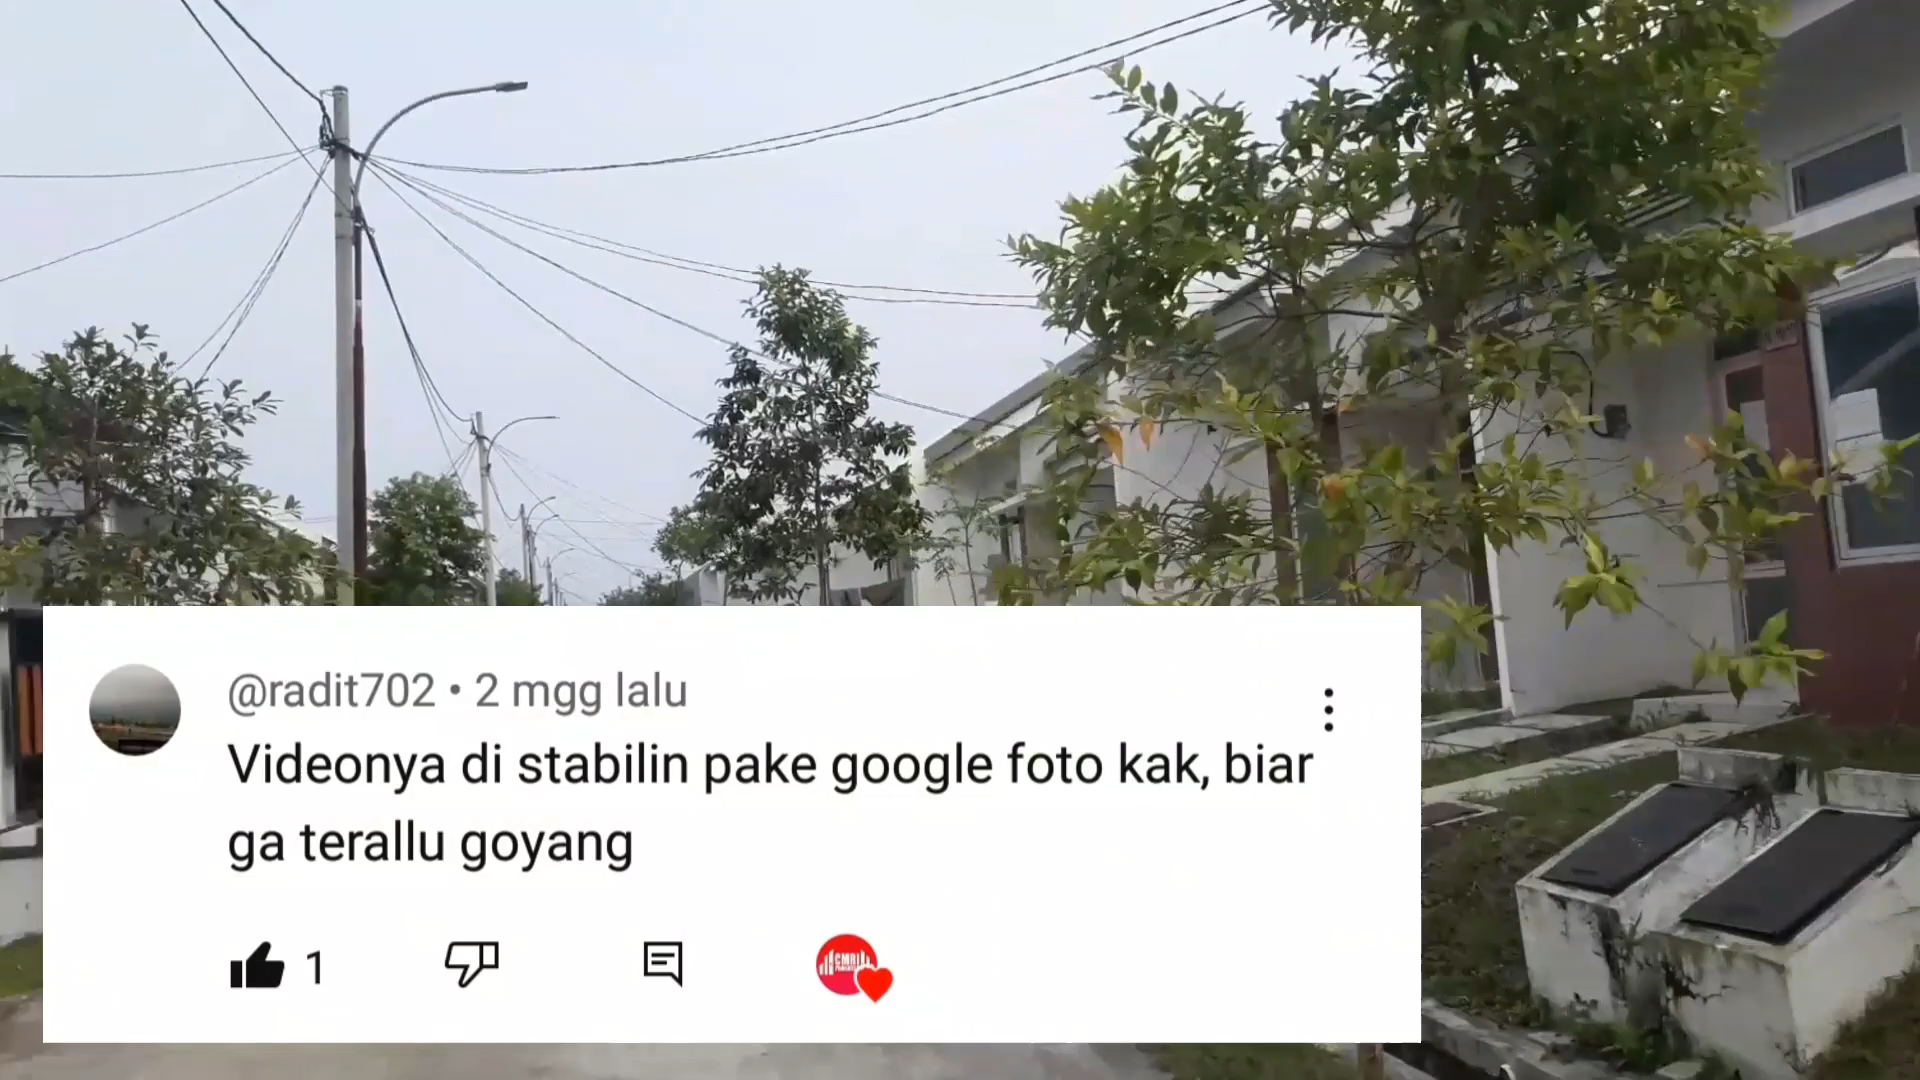 @radit702 • 2 mgg lalu
Videonya di stabilin pake google foto kak, biar
ga terallu goyang
1